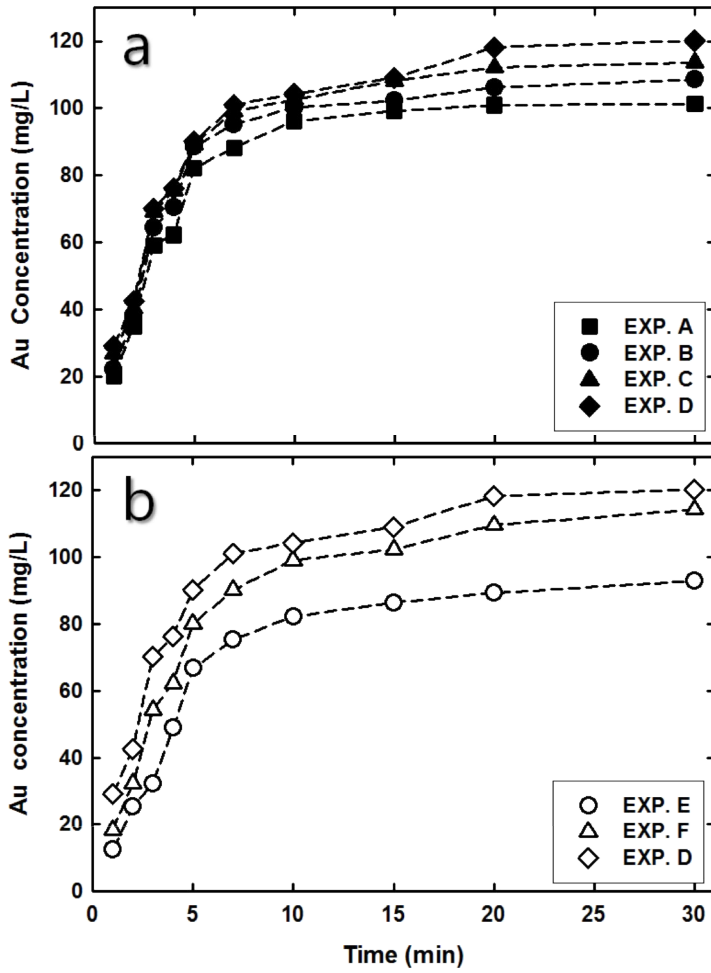 a
Au Concentration (mg/L)
120
100
80
60
40
20
0
EXP. A
EXP. B
EXP. C
EXP. D
b
Au concentration (mg/L)
120
100
80
60
40
20
0
EXP. E
EXP. F
EXP. D
0 5 10 15 20 25 30
Time (min)